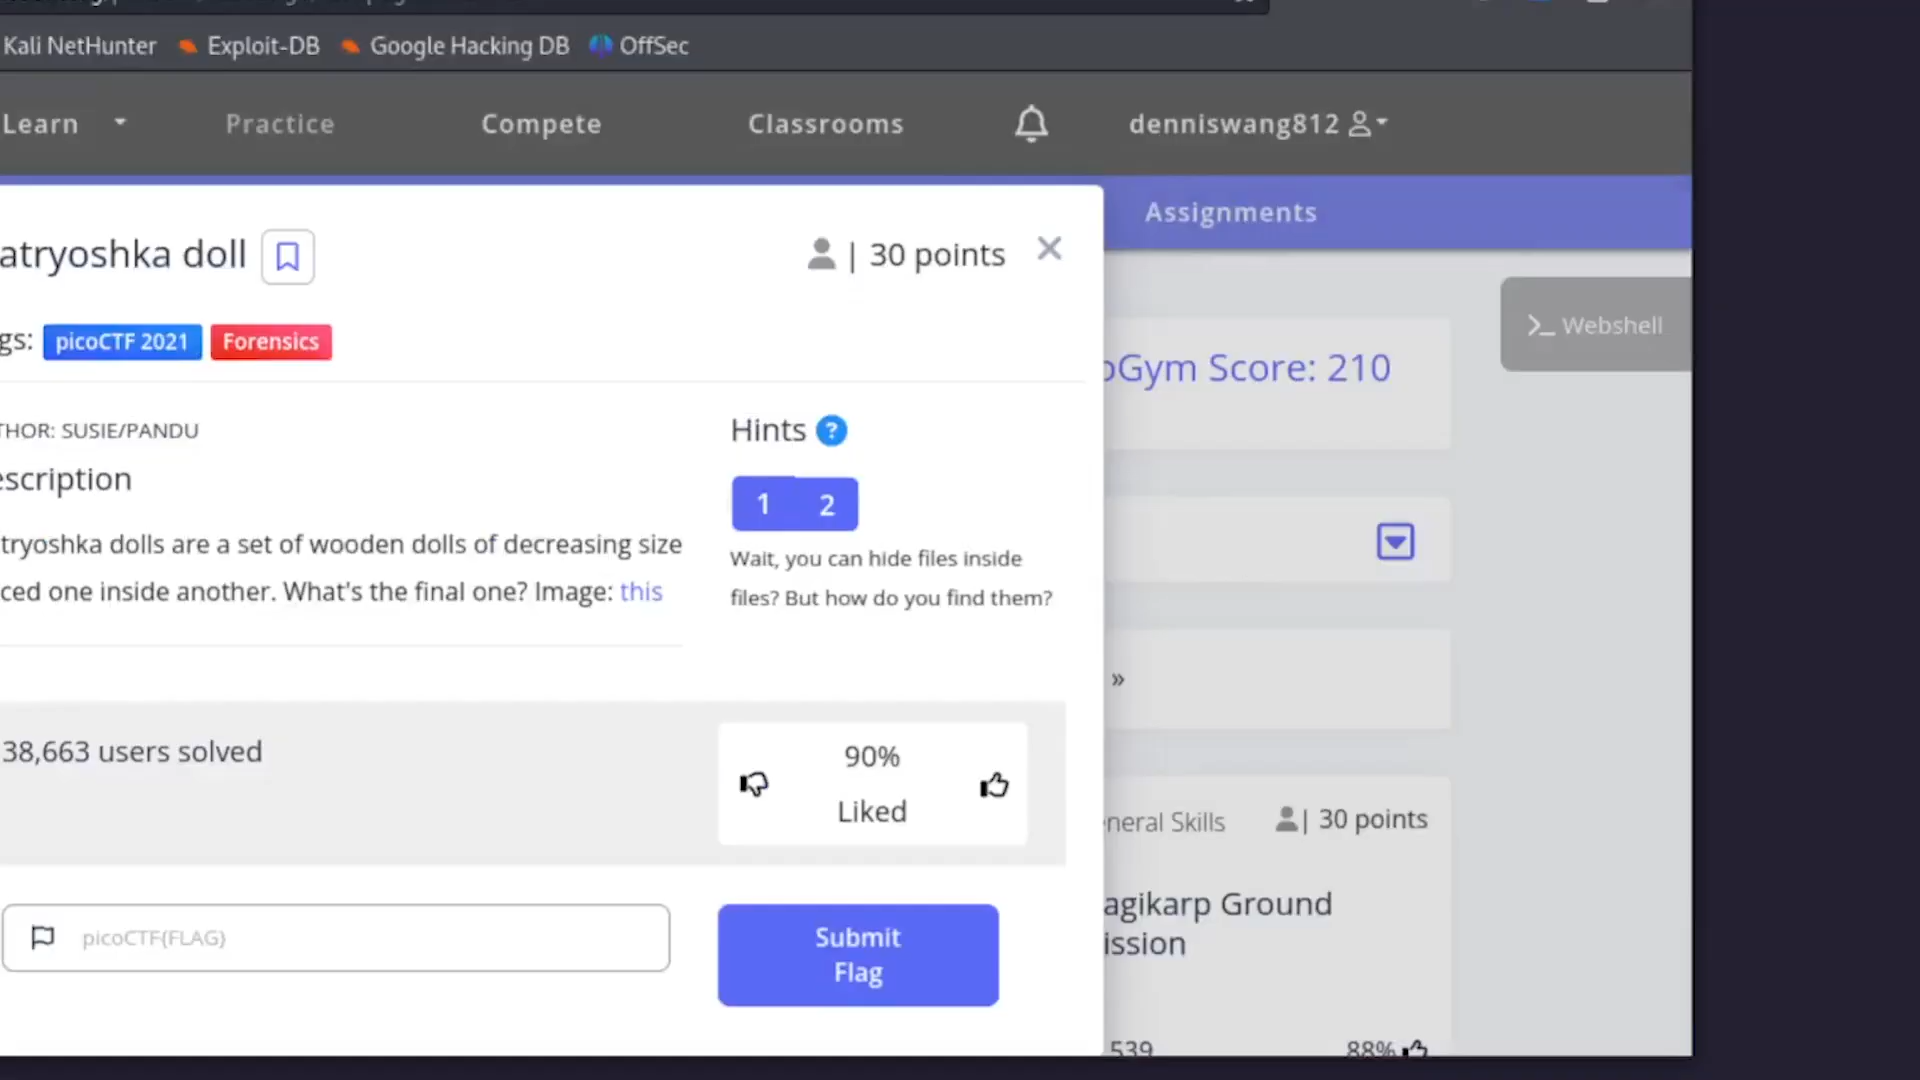 Kali NetHunter Exploit-DB Google Hacking DB OffSec
Learn Practice Compete Classrooms denniswang812
Assignments
atryoshka doll | 30 points
Webshell
gs: picoCTF 2021 Forensics
oGym Score: 210
THOR: SUSIE/PANDU
Hints ?
escription
1 2
tryoshka dolls are a set of wooden dolls of decreasing size
ced one inside another. What's the final one? Image: this
Wait, you can hide files inside
files? But how do you find them?
»
38,663 users solved
90%
Liked
neral Skills | 30 points
agikarp Ground
ission
picoCTF{FLAG}
Submit
Flag
539 88%